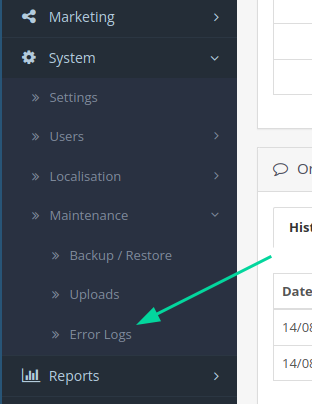 Marketing
System
Settings
Users
Localisation
Maintenance
Backup / Restore
Uploads
Error Logs
Reports
Or
Hist
Date
14/08
14/08